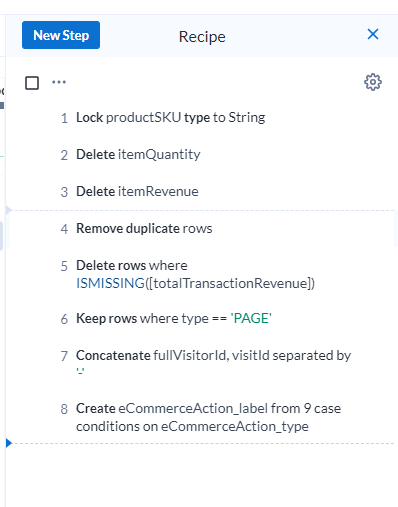 New Step
Recipe
...
1 Lock productSKU type to String
2 Delete itemQuantity
3 Delete itemRevenue
4 Remove duplicate rows
5 Delete rows where
ISMISSING([totalTransactionRevenue])
6 Keep rows where type == 'PAGE'
7 Concatenate fullVisitorId, visitId separated by
'-'
8 Create eCommerceAction_label from 9 case
conditions on eCommerceAction_type